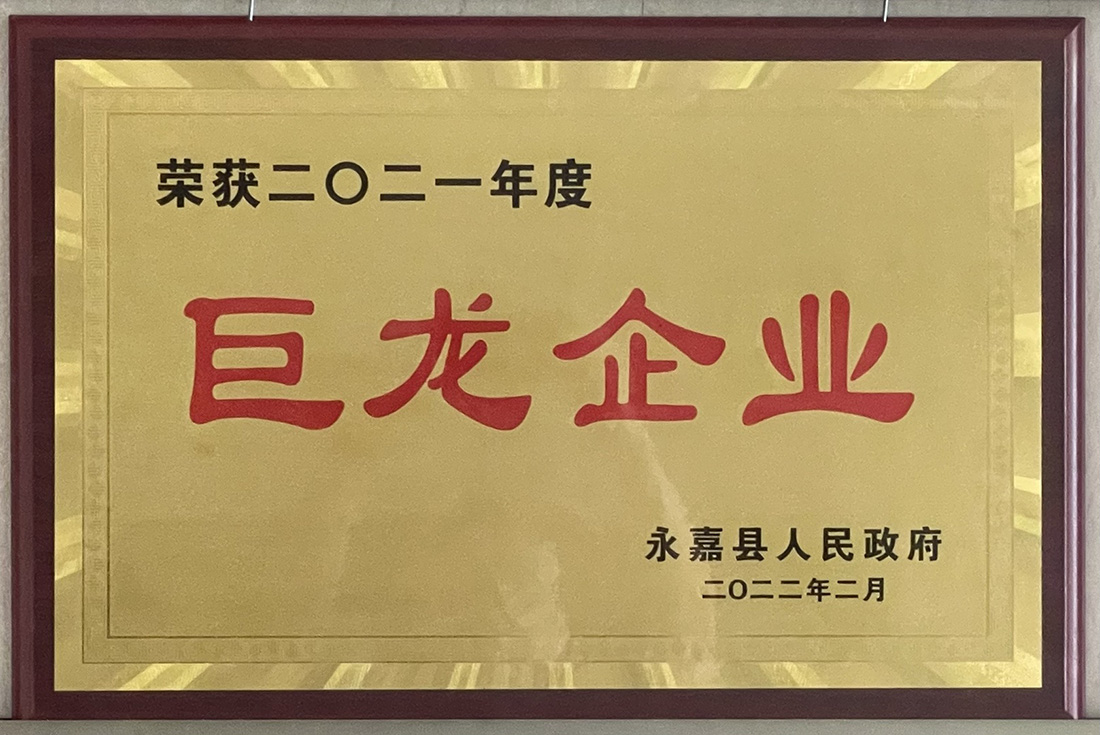 荣获二〇二一年度
巨龙企业
永嘉县人民政府
二〇二二年二月